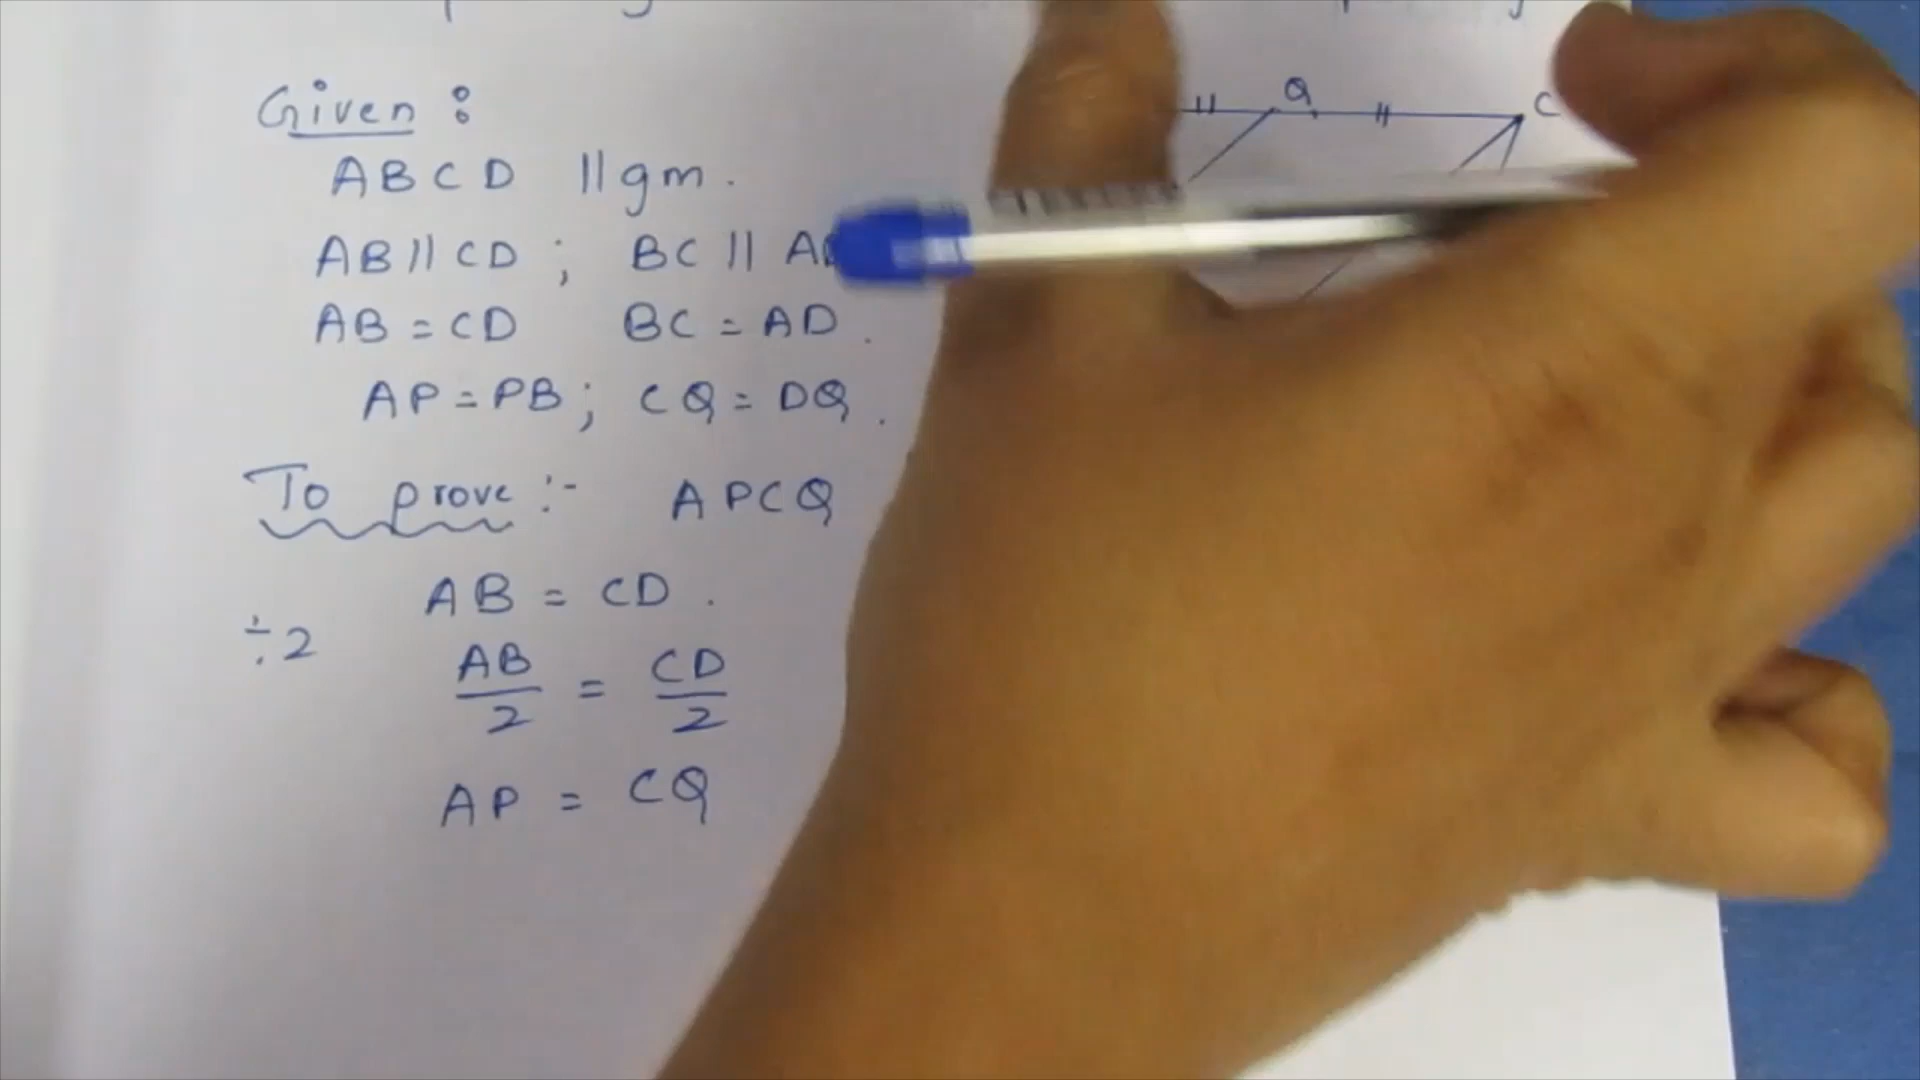 Given :
ABCD ||gm.
AB || CD ; BC || AD
AB = CD BC = AD .
AP = PB ; CQ = DQ .
To prove :- APCQ
AB = CD .
÷2
AB/2 = CD/2
AP = CQ
Q
C